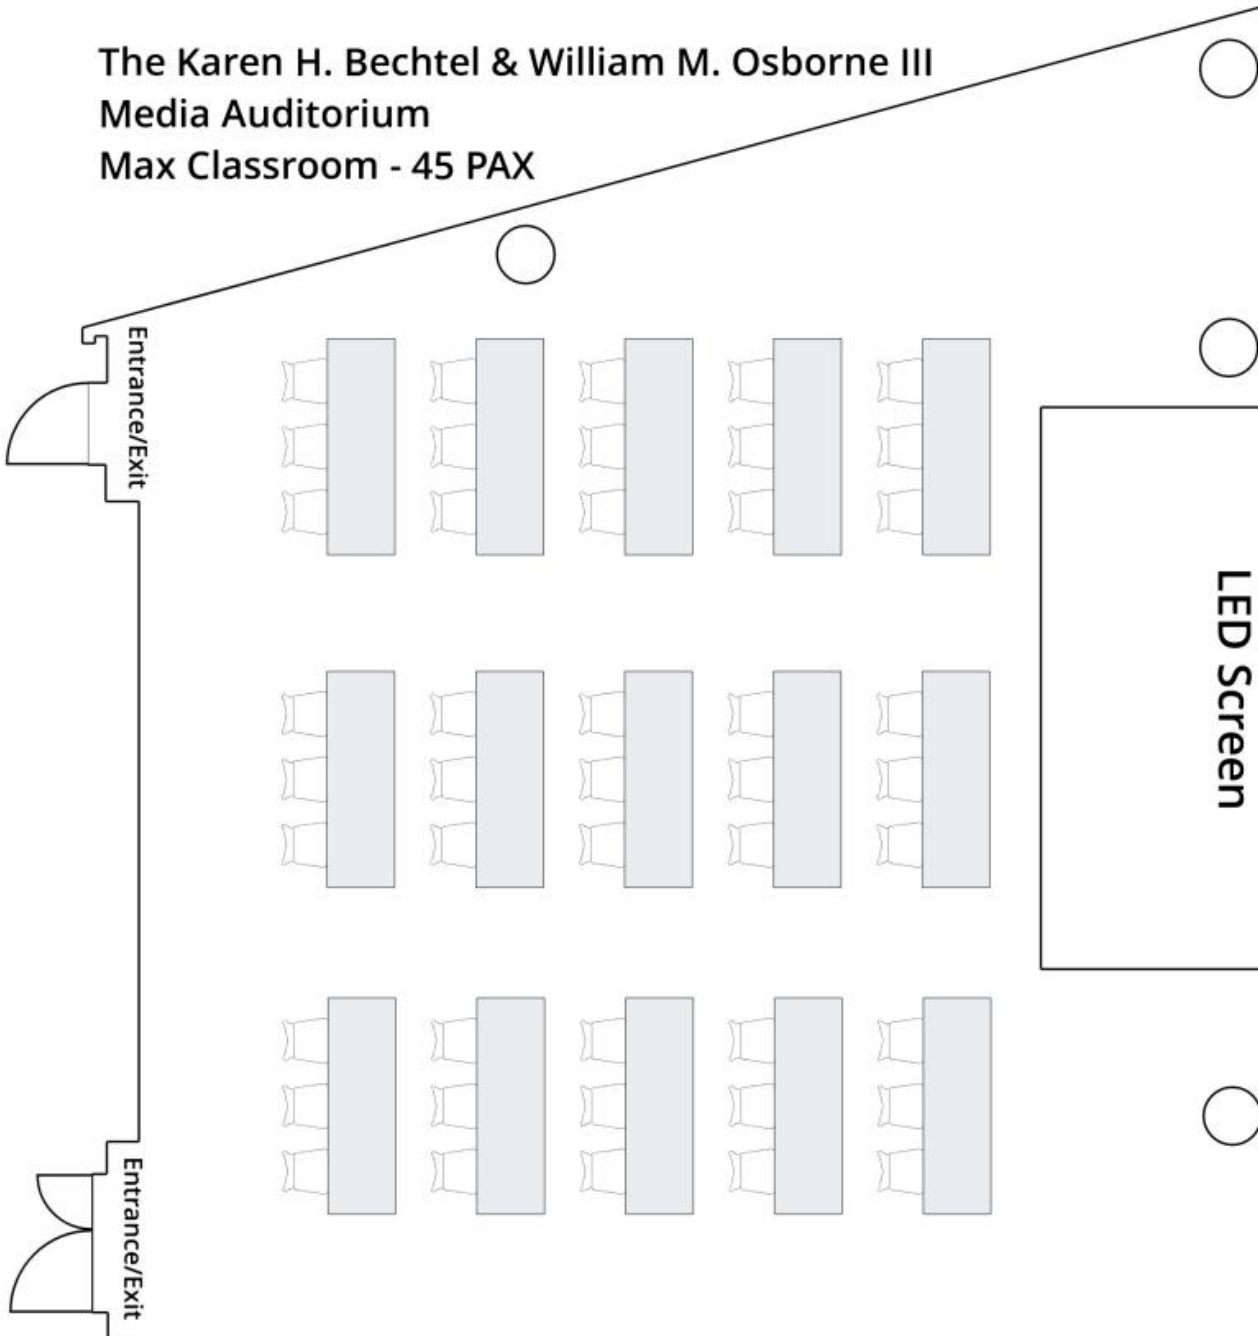 The Karen H. Bechtel & William M. Osborne III
Media Auditorium
Max Classroom - 45 PAX
Entrance/Exit
LED Screen
Entrance/Exit